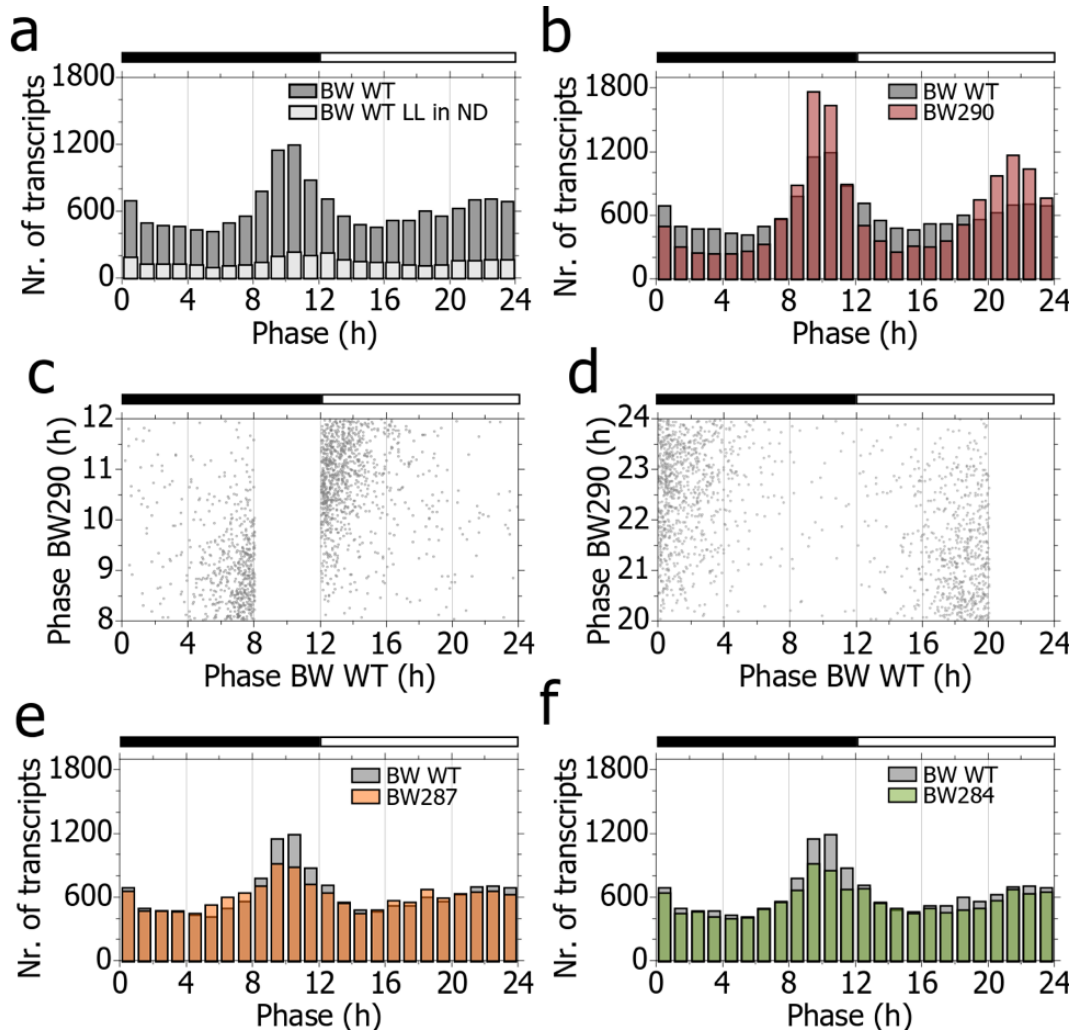 a
1800
1200
600
0
Nr. of transcripts
BW WT
BW WT LL in ND
0 4 8 12 16 20 24
Phase (h)
b
1800
1200
600
0
Nr. of transcripts
BW WT
BW290
0 4 8 12 16 20 24
Phase (h)
c
12
11
10
9
8
Phase BW290 (h)
0 4 8 12 16 20 24
Phase BW WT (h)
d
24
23
22
21
20
Phase BW290 (h)
0 4 8 12 16 20 24
Phase BW WT (h)
e
1800
1200
600
0
Nr. of transcripts
BW WT
BW287
0 4 8 12 16 20 24
Phase (h)
f
1800
1200
600
0
Nr. of transcripts
BW WT
BW284
0 4 8 12 16 20 24
Phase (h)